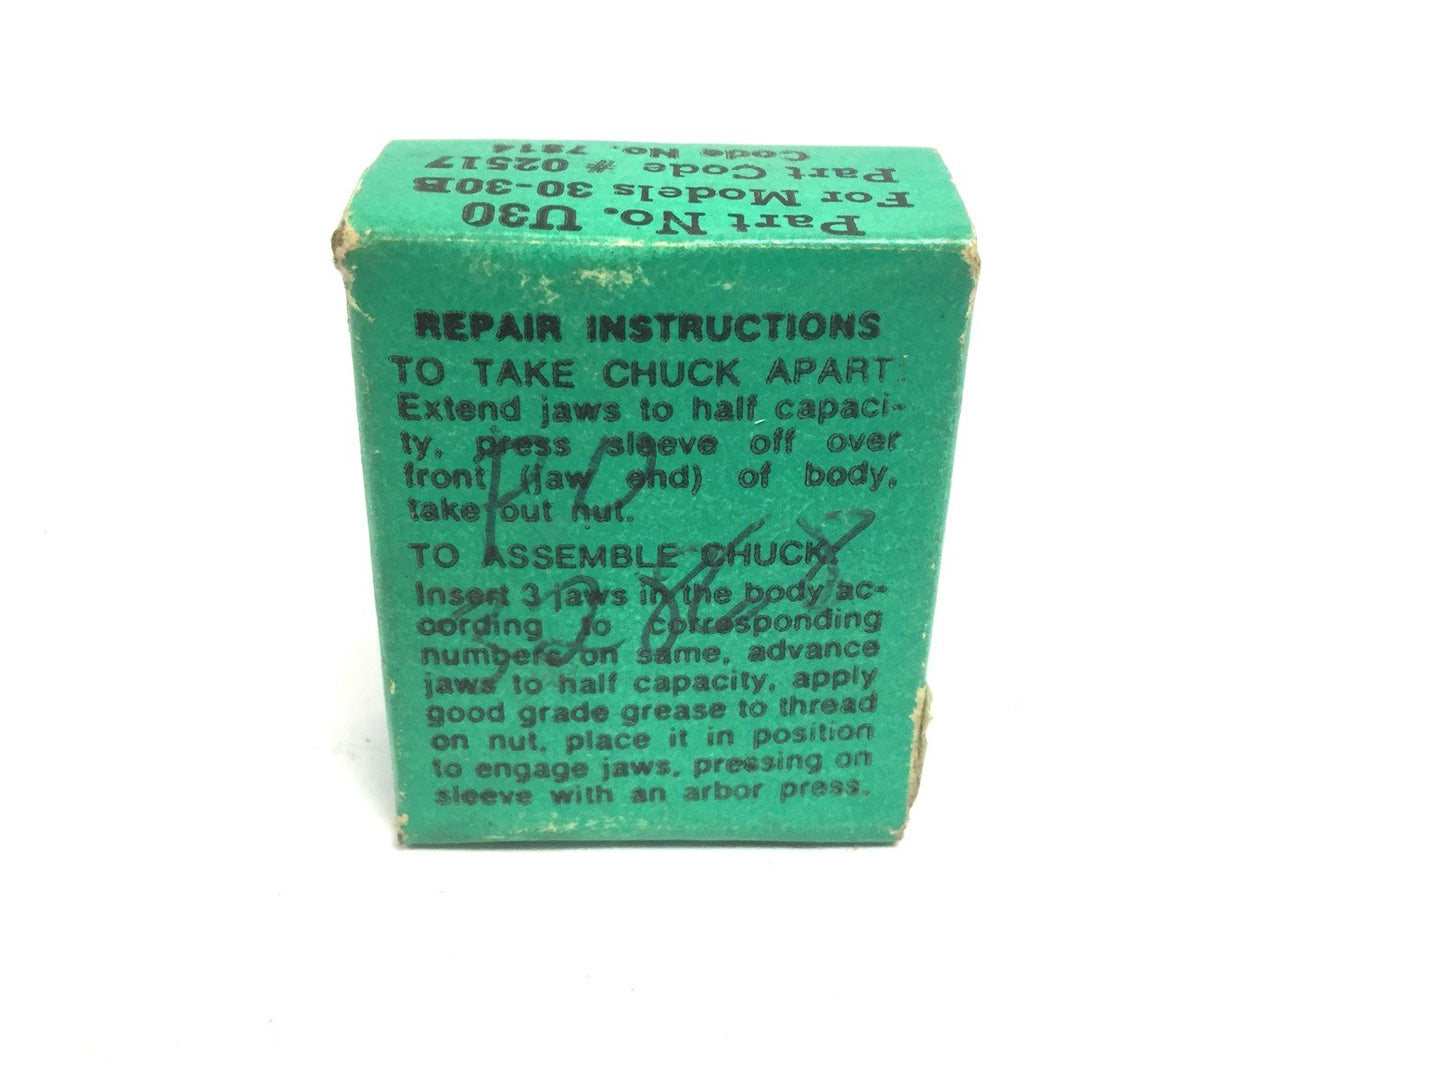 Part No. U30
For Models 30-30B
Part Code # 02517
Code No. 7814
REPAIR INSTRUCTIONS
TO TAKE CHUCK APART:
Extend jaws to half capaci-
ty, press sleeve off over
front (jaw end) of body,
take out nut.
TO ASSEMBLE CHUCK:
Insert 3 jaws in the body ac-
cording to corresponding
numbers on same, advance
jaws to half capacity, apply
good grade grease to thread
on nut, place it in position
to engage jaws, pressing on
sleeve with an arbor press.
PO